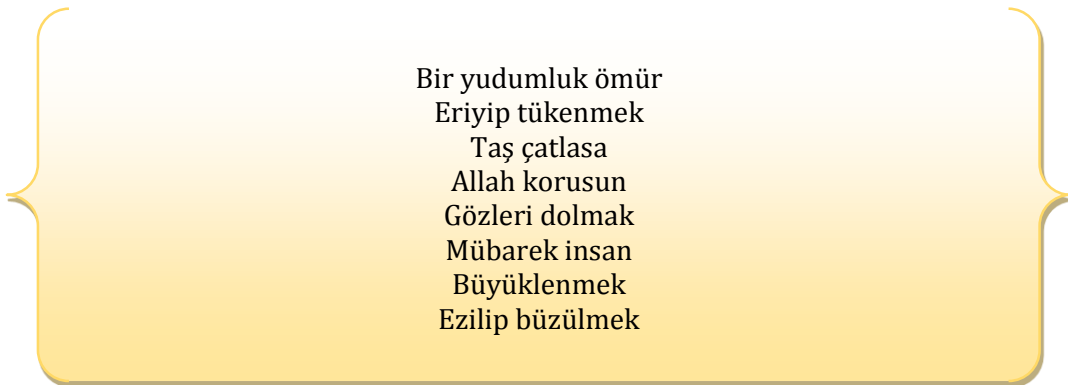 Bir yudumluk ömür
Eriyip tükenmek
Taş çatlasa
Allah korusun
Gözleri dolmak
Mübarek insan
Büyüklenmek
Ezilip büzülmek